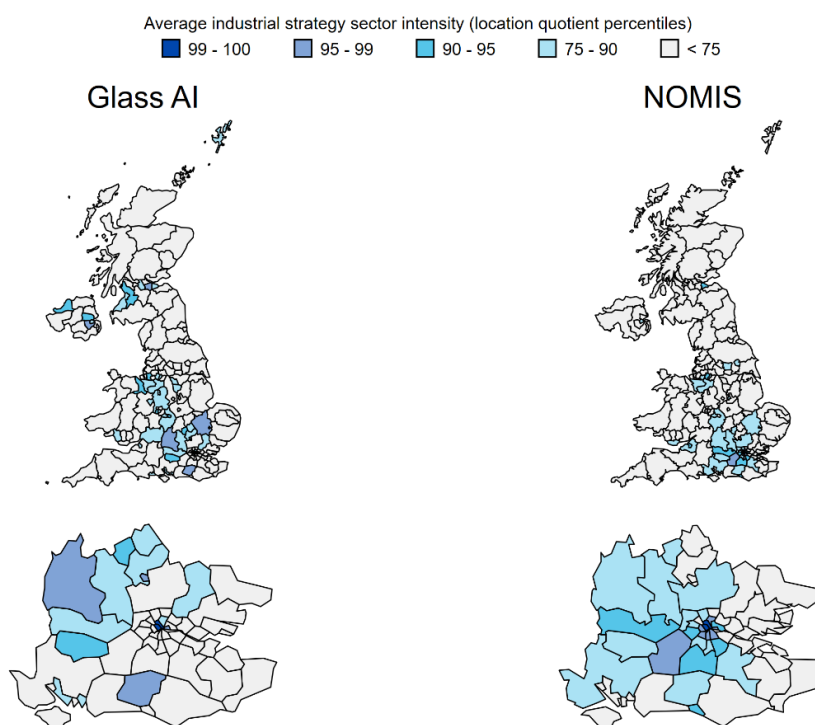 Average industrial strategy sector intensity (location quotient percentiles)
99 - 100 95 - 99 90 - 95 75 - 90 < 75
Glass AI NOMIS